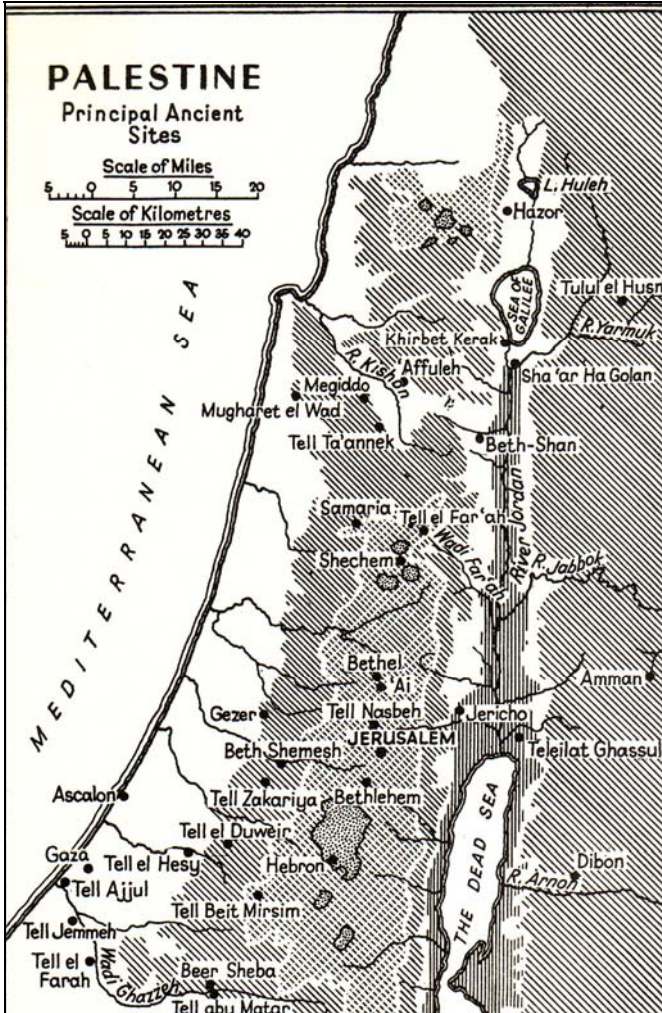 PALESTINE
Principal Ancient
Sites
Scale of Miles
5 0 5 10 20
Scale of Kilometres
5 0 5 10 15 20 25 30 35 40
L. Huleh
Hazor
SEA OF
GALILEE
Tulul el Husn
R. Yarmuk
Khirbet Kerak
R. Kishon
'Affuleh
Sha'ar Ha Golan
Megiddo
Mugharet el Wad
Tell Ta'annek
Beth-Shan
MEDITERRANEAN SEA
Samaria
Tell el Far'ah
Wadi Far'ah
River Jordan
Shechem
R. Jabbok
Bethel
'Ai
Amman
Gezer
Tell Nasbeh
Jericho
JERUSALEM
Beth Shemesh
Teleilat Ghassul
Ascalon
Tell Zakariya
Bethlehem
Tell el Duweir
Gaza
Tell el Hesy
Hebron
THE DEAD SEA
Dibon
Tell Ajjul
R. Arnon
Tell Beit Mirsim
Tell Jemmeh
Tell el
Farah
Wadi Ghazzeh
Beer Sheba
Tell abu Matar